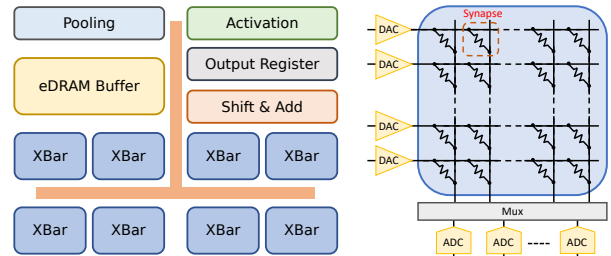 Pooling
Activation
eDRAM Buffer
Output Register
Shift & Add
XBar
XBar
XBar
XBar
XBar
XBar
XBar
XBar
Synapse
DAC
DAC
DAC
DAC
Mux
ADC
ADC
ADC